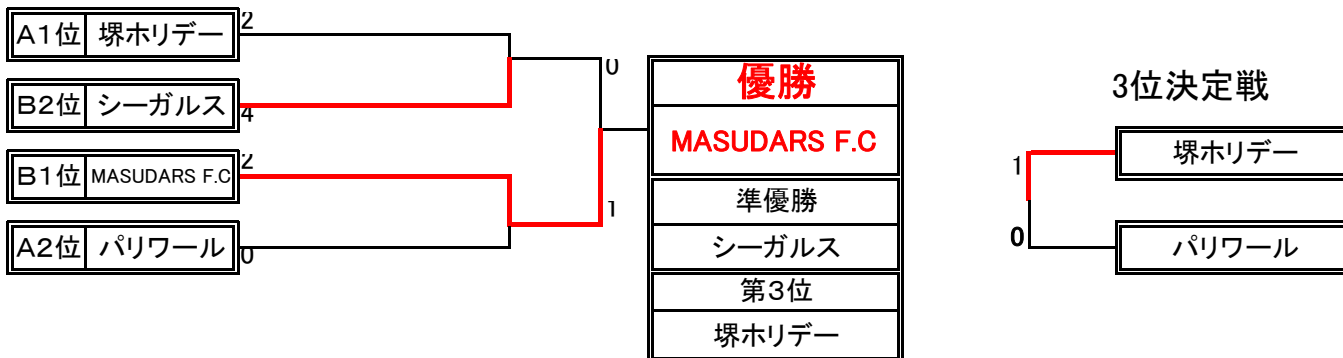 A1位 堺ホリデー 2
B2位 シーガルス 4
B1位 MASUDARS F.C 2
A2位 パリワール 0
0
1
優勝
MASUDARS F.C
準優勝
シーガルス
第3位
堺ホリデー
3位決定戦
1 堺ホリデー
0 パリワール